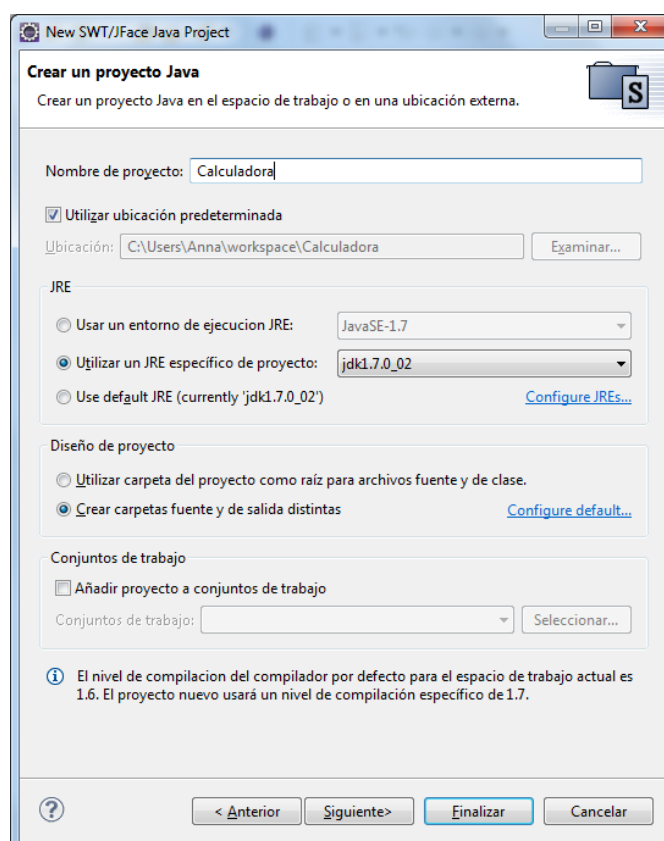 New SWT/JFace Java Project
Crear un proyecto Java
Crear un proyecto Java en el espacio de trabajo o en una ubicación externa.
S
Nombre de proyecto: Calculadora
Utilizar ubicación predeterminada
Ubicación: C:\Users\Anna\workspace\Calculadora Examinar...
JRE
Usar un entorno de ejecucion JRE: JavaSE-1.7
Utilizar un JRE específico de proyecto: jdk1.7.0_02
Use default JRE (currently 'jdk1.7.0_02') Configure JREs...
Diseño de proyecto
Utilizar carpeta del proyecto como raíz para archivos fuente y de clase.
Crear carpetas fuente y de salida distintas Configure default...
Conjuntos de trabajo
Añadir proyecto a conjuntos de trabajo
Conjuntos de trabajo: Seleccionar...
El nivel de compilacion del compilador por defecto para el espacio de trabajo actual es
1.6. El proyecto nuevo usará un nivel de compilación específico de 1.7.
? < Anterior Siguiente> Finalizar Cancelar